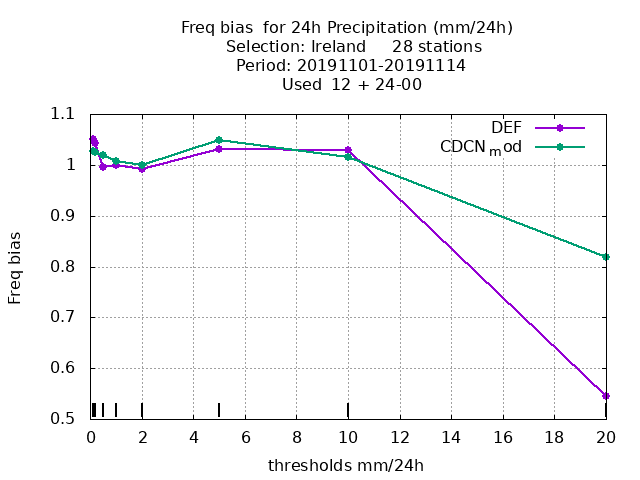 Freq bias  for 24h Precipitation (mm/24h)
Selection: Ireland     28 stations
Period: 20191101-20191114
Used  12 + 24-00
DEF
CDCNmod
1.1
1
0.9
0.8
0.7
0.6
0.5
Freq bias
0 2 4 6 8 10 12 14 16 18 20
thresholds mm/24h